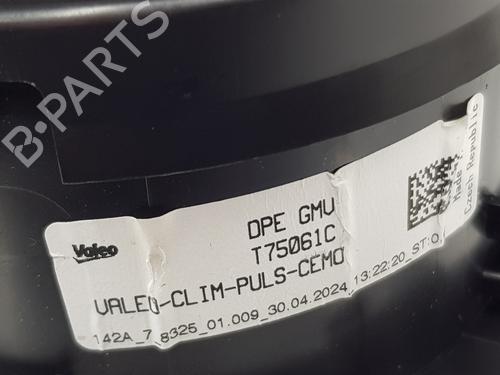 B-PARTS
Valeo
DPE GMV
T75061C
VALEO-CLIM-PULS-CEMO
142A_7_8325_01.009_30.04.2024_13:22:20_ST:0
Made
Czech Republic